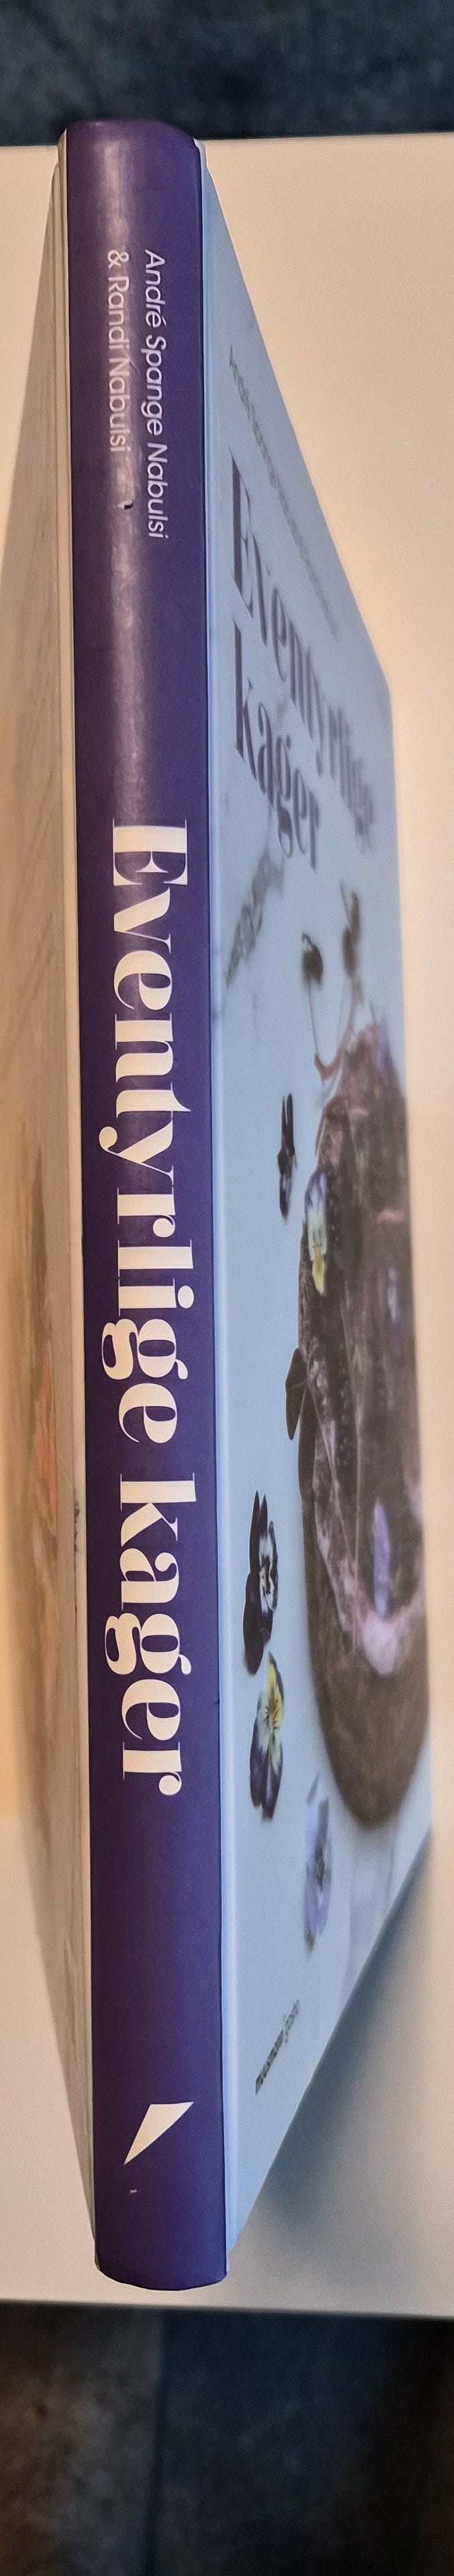 André Spange Nabulsi
& Randi Nabulsi
Eventyrlige kager
Eventyrlige
kager